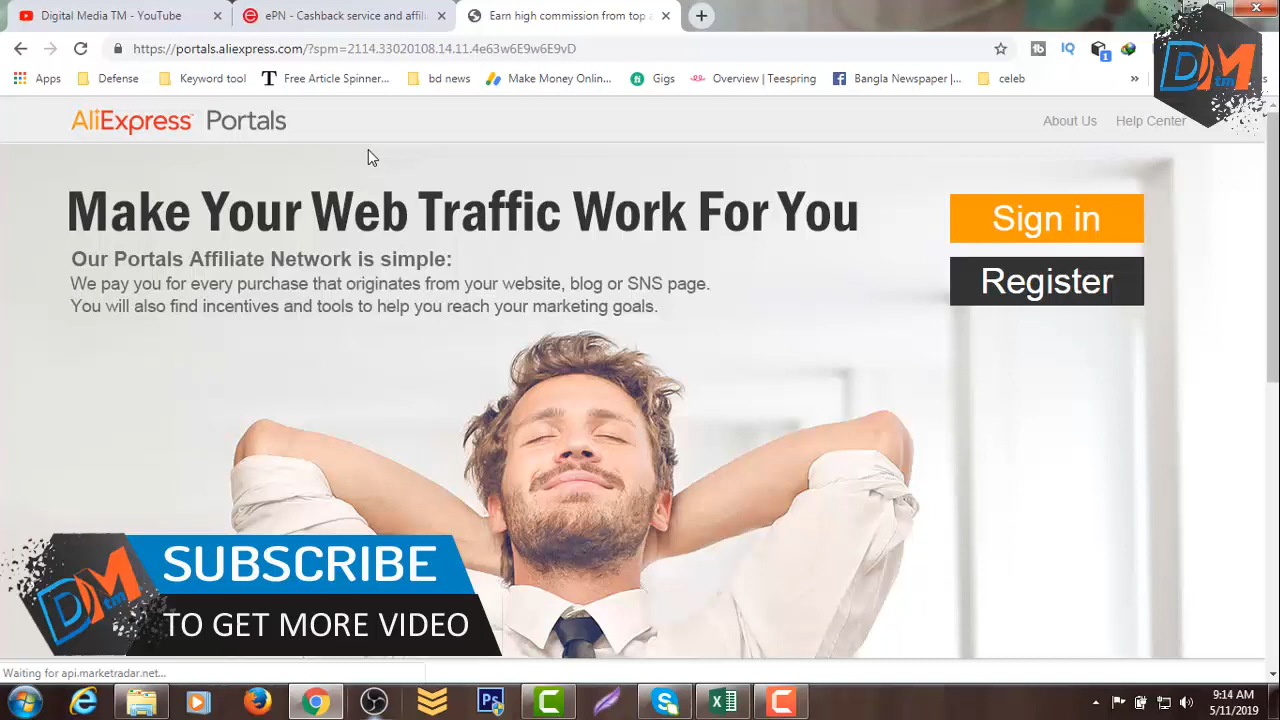 Digital Media TM - YouTube
ePN - Cashback service and affili
Earn high commission from top a
https://portals.aliexpress.com/?spm=2114.33020108.14.11.4e63w6E9w6E9vD
Apps
Defense
Keyword tool
Free Article Spinner...
bd news
Make Money Onlin...
Gigs
Overview | Teespring
Bangla Newspaper |...
celeb
»
DM
tm
AliExpress Portals
About Us
Help Center
Make Your Web Traffic Work For You
Sign in
Our Portals Affiliate Network is simple:
We pay you for every purchase that originates from your website, blog or SNS page.
Register
You will also find incentives and tools to help you reach your marketing goals.
DM
tm
SUBSCRIBE
TO GET MORE VIDEO
Waiting for api.marketradar.net...
9:14 AM
5/11/2019